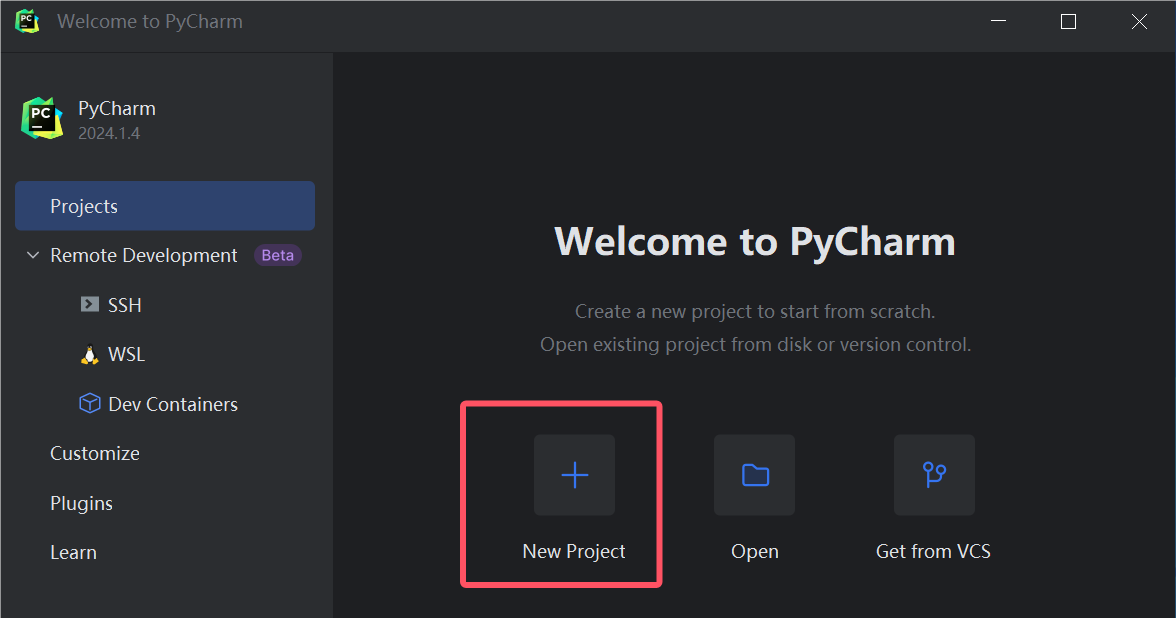 PC
Welcome to PyCharm
PC
PyCharm
2024.1.4
Projects
Remote Development Beta
SSH
WSL
Dev Containers
Customize
Plugins
Learn
Welcome to PyCharm
Create a new project to start from scratch.
Open existing project from disk or version control.
New Project
Open
Get from VCS